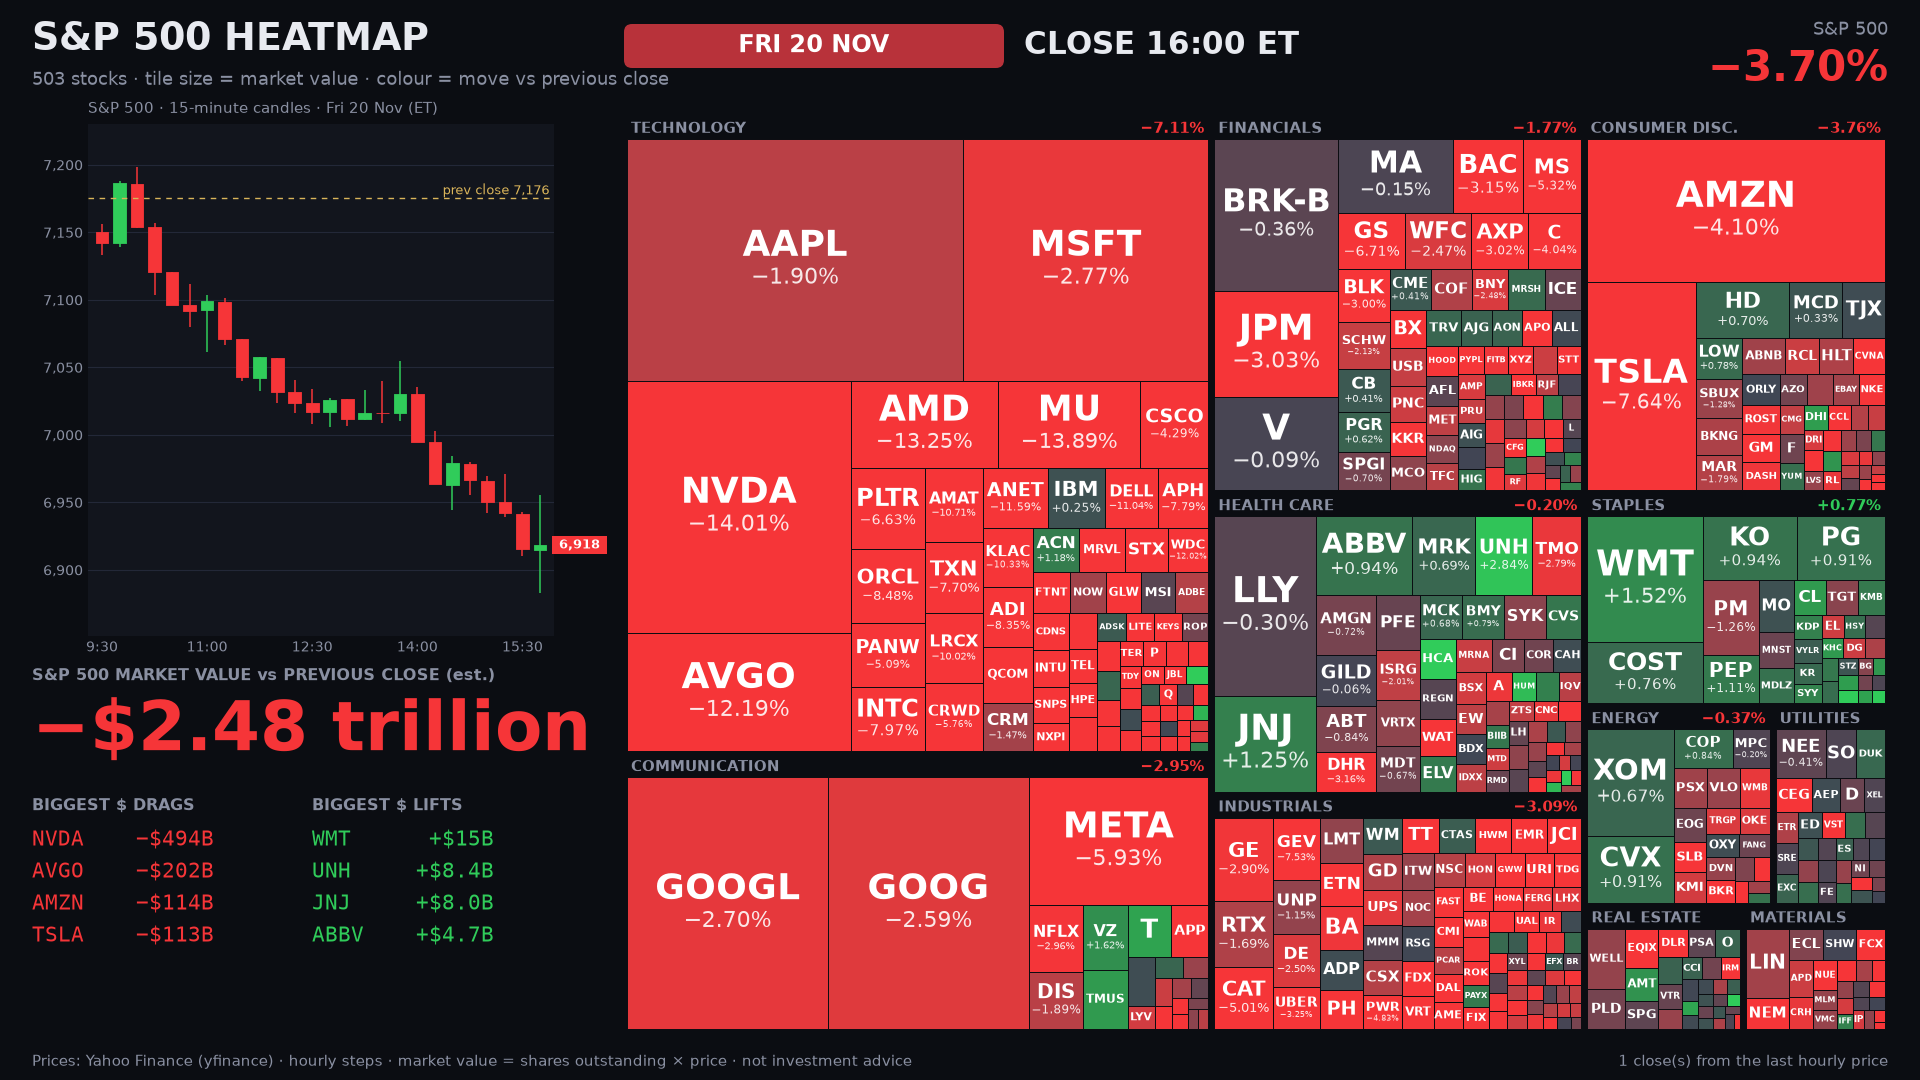 S&P 500 HEATMAP
503 stocks · tile size = market value · colour = move vs previous close
FRI 20 NOV
CLOSE 16:00 ET
S&P 500
−3.70%
S&P 500 · 15-minute candles · Fri 20 Nov (ET)
7,200
7,150
7,100
7,050
7,000
6,950
6,900
prev close 7,176
6,918
9:30 11:00 12:30 14:00 15:30
S&P 500 MARKET VALUE vs PREVIOUS CLOSE (est.)
−$2.48 trillion
BIGGEST $ DRAGS
NVDA −$494B
AVGO −$202B
AMZN −$114B
TSLA −$113B
BIGGEST $ LIFTS
WMT +$15B
UNH +$8.4B
JNJ +$8.0B
ABBV +$4.7B
TECHNOLOGY −7.11%
AAPL
−1.90%
MSFT
−2.77%
NVDA
−14.01%
AVGO
−12.19%
AMD
−13.25%
MU
−13.89%
CSCO
−4.29%
PLTR
−6.63%
ORCL
−8.48%
PANW
−5.09%
INTC
−7.97%
AMAT
−10.71%
TXN
−7.70%
LRCX
−10.02%
CRWD
−5.76%
ANET
−11.59%
IBM
+0.25%
DELL
−11.04%
APH
−7.79%
KLAC
−10.33%
ADI
−8.35%
QCOM
CRM
−1.47%
ACN
+1.18%
MRVL
STX
WDC
−12.02%
FTNT
NOW
GLW
MSI
ADBE
CDNS
INTU
SNPS
NXPI
TEL
HPE
ADSK
LITE
KEYS
ROP
TER
P
TDY
ON
JBL
Q
COMMUNICATION −2.95%
GOOGL
−2.70%
GOOG
−2.59%
META
−5.93%
NFLX
−2.96%
DIS
−1.89%
VZ
+1.62%
TMUS
T
APP
LYV
FINANCIALS −1.77%
BRK-B
−0.36%
JPM
−3.03%
V
−0.09%
MA
−0.15%
BAC
−3.15%
MS
−5.32%
GS
−6.71%
WFC
−2.47%
AXP
−3.02%
C
−4.04%
BLK
−3.00%
SCHW
−2.13%
CB
+0.41%
PGR
+0.62%
SPGI
−0.70%
CME
+0.41%
COF
BNY
−2.48%
MRSH
ICE
BX
USB
PNC
KKR
MCO
TRV
AJG
AON
APO
ALL
HOOD
AFL
MET
NDAQ
TFC
PYPL
FITB
XYZ
STT
AMP
PRU
AIG
HIG
IBKR
RJF
L
CFG
RF
HEALTH CARE −0.20%
LLY
−0.30%
JNJ
+1.25%
ABBV
+0.94%
MRK
+0.69%
UNH
+2.84%
TMO
−2.79%
AMGN
−0.72%
GILD
−0.06%
ABT
−0.84%
DHR
−3.16%
PFE
ISRG
−2.01%
VRTX
MDT
−0.67%
MCK
+0.68%
BMY
+0.79%
SYK
CVS
HCA
REGN
WAT
ELV
MRNA
CI
COR
CAH
BSX
A
HUM
IQV
EW
BDX
IDXX
ZTS
CNC
BIIB
LH
MTD
RMD
INDUSTRIALS −3.09%
GE
−2.90%
RTX
−1.69%
CAT
−5.01%
GEV
−7.53%
UNP
−1.15%
DE
−2.50%
UBER
−3.25%
LMT
ETN
BA
ADP
PH
WM
TT
CTAS
HWM
EMR
JCI
GD
ITW
NSC
HON
GWW
URI
TDG
UPS
NOC
FAST
BE
HONA
FERG
LHX
MMM
RSG
CMI
WAB
UAL
IR
CSX
FDX
PCAR
ROK
XYL
EFX
BR
PWR
−4.83%
VRT
DAL
AME
PAYX
FIX
CONSUMER DISC. −3.76%
AMZN
−4.10%
TSLA
−7.64%
HD
+0.70%
MCD
+0.33%
TJX
LOW
+0.78%
ABNB
RCL
HLT
CVNA
SBUX
−1.28%
ORLY
AZO
EBAY
NKE
BKNG
ROST
CMG
DHI
CCL
MAR
−1.79%
GM
F
DRI
DASH
YUM
LVS
RL
STAPLES +0.77%
WMT
+1.52%
COST
+0.76%
KO
+0.94%
PG
+0.91%
PM
−1.26%
PEP
+1.11%
MO
MNST
MDLZ
CL
TGT
KMB
KDP
EL
HSY
VYLR
KHC
DG
KR
STZ
BG
SYY
ENERGY −0.37%
XOM
+0.67%
CVX
+0.91%
COP
+0.84%
MPC
−0.20%
PSX
VLO
WMB
EOG
TRGP
OKE
SLB
OXY
FANG
KMI
DVN
BKR
UTILITIES
NEE
−0.41%
SO
DUK
CEG
AEP
D
XEL
ETR
ED
VST
SRE
ES
EXC
NI
FE
REAL ESTATE
WELL
PLD
EQIX
AMT
SPG
DLR
PSA
O
CCI
IRM
VTR
MATERIALS
LIN
NEM
ECL
SHW
FCX
APD
NUE
CRH
MLM
VMC
IFF
IP
Prices: Yahoo Finance (yfinance) · hourly steps · market value = shares outstanding × price · not investment advice
1 close(s) from the last hourly price